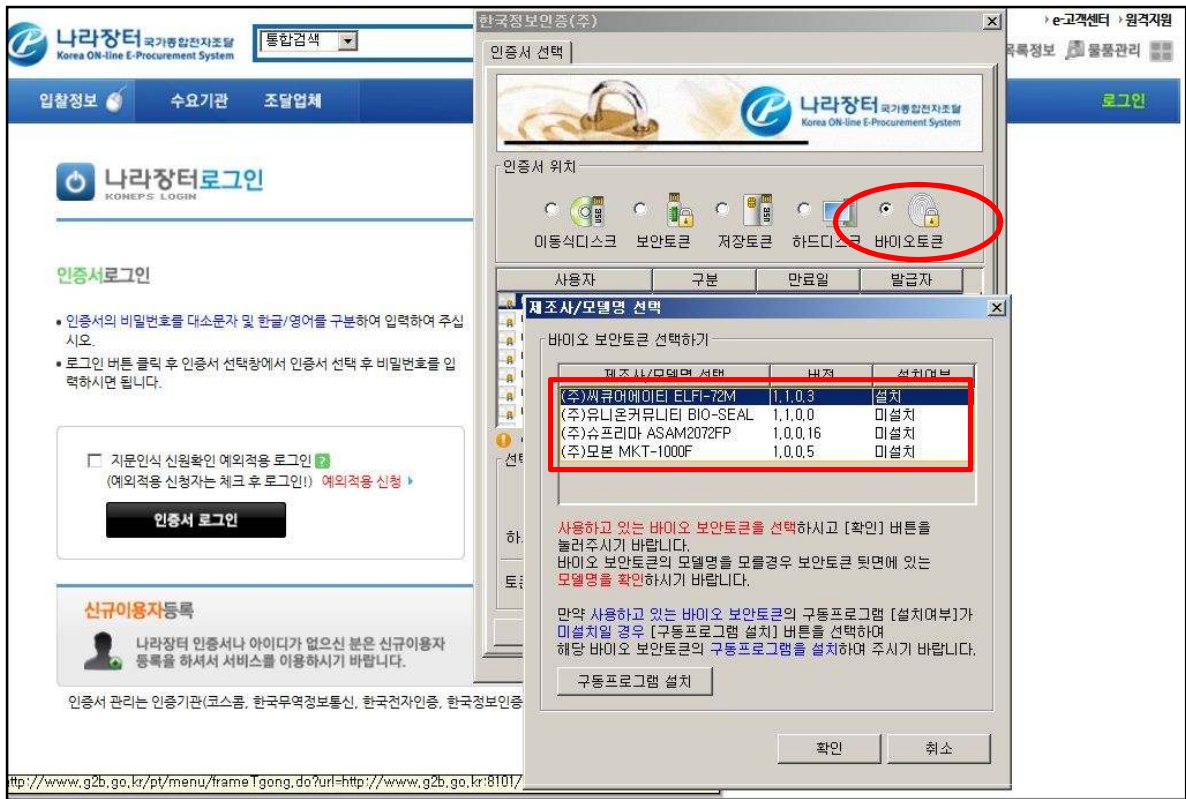 나라장터 국가종합전자조달
Korea ON-line E-Procurement System
통합검색
e-고객센터 원격지원
목록정보 물품관리
입찰정보 수요기관 조달업체
로그인
나라장터로그인
KONEPS LOGIN
인증서로그인
• 인증서의 비밀번호를 대소문자 및 한글/영어를 구분하여 입력하여 주십
시오.
• 로그인 버튼 클릭 후 인증서 선택창에서 인증서 선택 후 비밀번호를 입
력하시면 됩니다.
지문인식 신원확인 예외적용 로그인 ?
(예외적용 신청자는 체크 후 로그인!) 예외적용 신청
인증서 로그인
신규이용자등록
나라장터 인증서나 아이디가 없으신 분은 신규이용자
등록을 하셔서 서비스를 이용하시기 바랍니다.
인증서 관리는 인증기관(코스콤, 한국무역정보통신, 한국전자인증, 한국정보인증
ttp://www.g2b.go.kr/pt/menu/frameTgong.do?url=http://www.g2b.go.kr:8101/
한국정보인증(주)
인증서 선택
나라장터 국가종합전자조달
Korea ON-line E-Procurement System
인증서 위치
이동식디스크 보안토큰 저장토큰 하드디스크 바이오토큰
사용자 구분 만료일 발급자
제조사/모델명 선택
바이오 보안토큰 선택하기
제조사/모델명 선택 버전 설치여부
(주)씨큐어에이티 ELFI-72M 1.1.0.3 설치
(주)유니온커뮤니티 BIO-SEAL 1.1.0.0 미설치
(주)슈프리마 ASAM2072FP 1.0.0.16 미설치
(주)모본 MKT-1000F 1.0.0.5 미설치
사용하고 있는 바이오 보안토큰을 선택하시고 [확인] 버튼을
눌러주시기 바랍니다.
바이오 보안토큰의 모델명을 모를경우 보안토큰 뒷면에 있는
모델명을 확인하시기 바랍니다.
만약 사용하고 있는 바이오 보안토큰의 구동프로그램 [설치여부]가
미설치일 경우 [구동프로그램 설치] 버튼을 선택하여
해당 바이오 보안토큰의 구동프로그램을 설치하여 주시기 바랍니다.
구동프로그램 설치
확인 취소